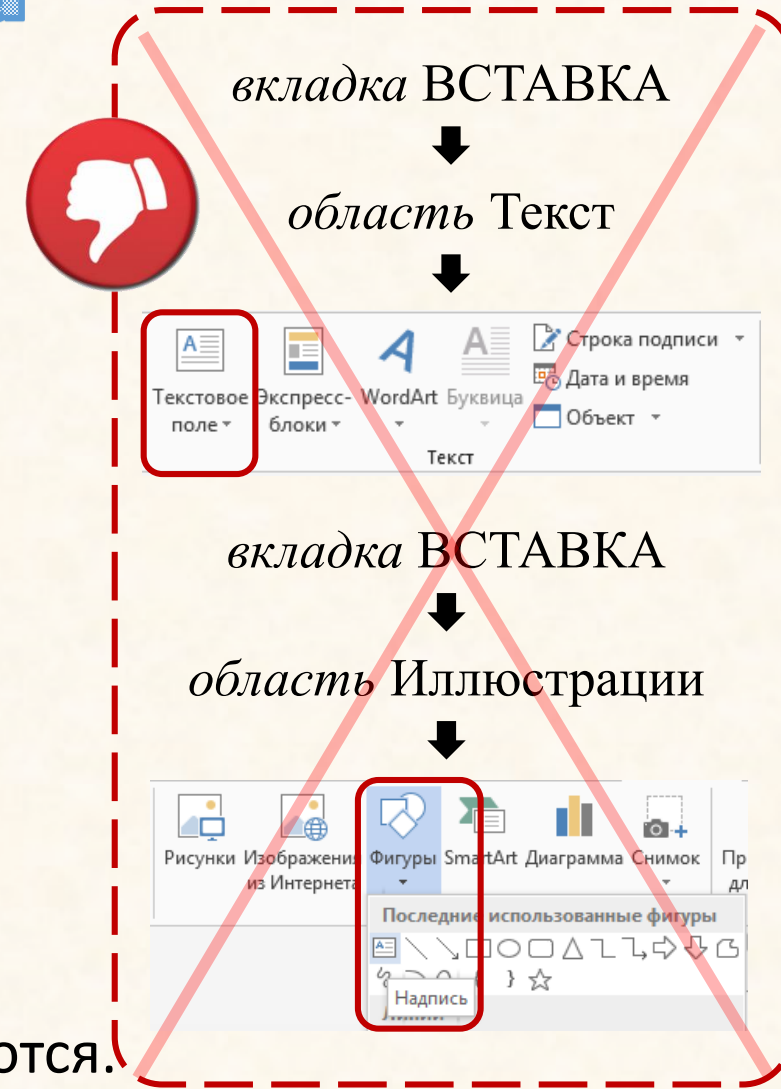 вкладка ВСТАВКА
область Текст
Текстовое поле
Экспресс-блоки
WordArt
Буквица
Строка подписи
Дата и время
Объект
Текст
вкладка ВСТАВКА
область Иллюстрации
Рисунки
Изображения из Интернета
Фигуры
SmartArt
Диаграмма
Снимок
Последние использованные фигуры
Надпись